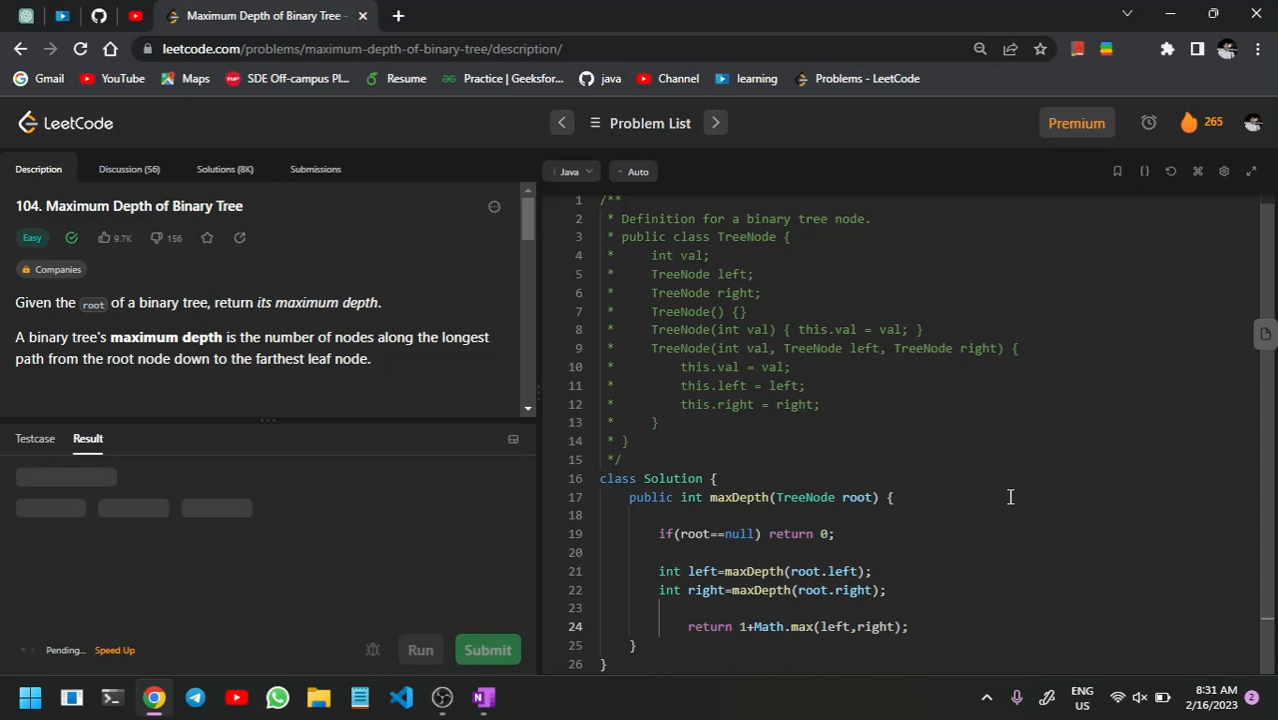 Maximum Depth of Binary Tree -
leetcode.com/problems/maximum-depth-of-binary-tree/description/
Gmail YouTube Maps SDE Off-campus Pl... Resume Practice | Geeksfor... java Channel learning Problems - LeetCode
LeetCode Problem List Premium 265
Description Discussion (56) Solutions (8K) Submissions
104. Maximum Depth of Binary Tree
Easy 9.7K 156
Companies
Given the root of a binary tree, return its maximum depth.
A binary tree's maximum depth is the number of nodes along the longest
path from the root node down to the farthest leaf node.
Testcase Result
Pending... Speed Up Run Submit
Java Auto
1 /**
2 * Definition for a binary tree node.
3 * public class TreeNode {
4 * int val;
5 * TreeNode left;
6 * TreeNode right;
7 * TreeNode() {}
8 * TreeNode(int val) { this.val = val; }
9 * TreeNode(int val, TreeNode left, TreeNode right) {
10 * this.val = val;
11 * this.left = left;
12 * this.right = right;
13 * }
14 * }
15 */
16 class Solution {
17 public int maxDepth(TreeNode root) {
18
19 if(root==null) return 0;
20
21 int left=maxDepth(root.left);
22 int right=maxDepth(root.right);
23
24 return 1+Math.max(left,right);
25 }
26 }
ENG 8:31 AM
US 2/16/2023 2